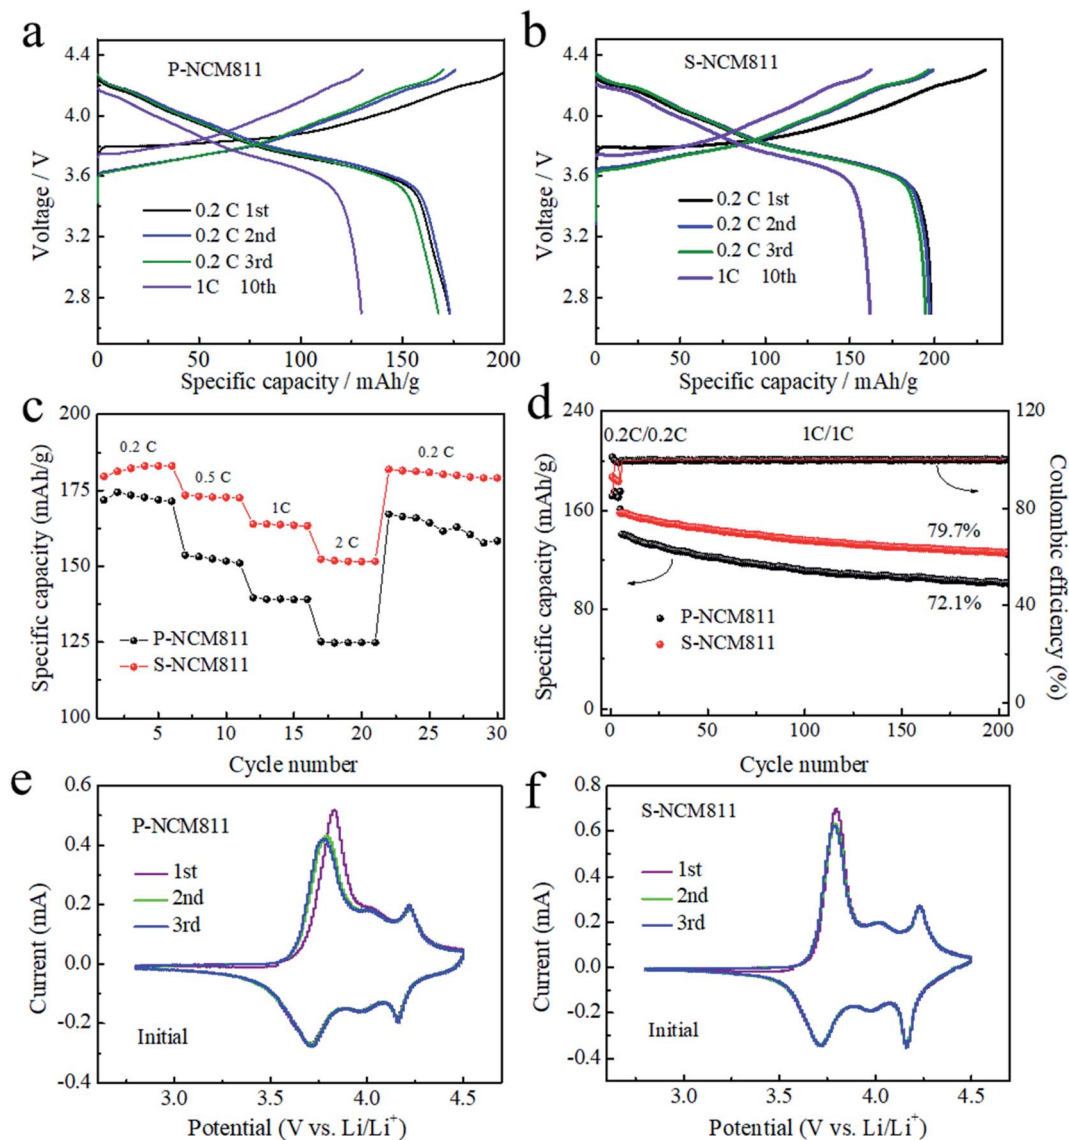 a
P-NCM811
4.4
4.0
3.6
3.2
2.8
Voltage / V
0.2 C 1st
0.2 C 2nd
0.2 C 3rd
1C 10th
0 50 100 150 200
Specific capacity / mAh/g
b
S-NCM811
4.4
4.0
3.6
3.2
2.8
Voltage / V
0.2 C 1st
0.2 C 2nd
0.2 C 3rd
1C 10th
0 50 100 150 200 240
Specific capacity / mAh/g
c
200
175
150
125
100
Specific capacity (mAh/g)
0.2 C
0.5 C
1C
2 C
0.2 C
P-NCM811
S-NCM811
5 10 15 20 25 30
Cycle number
d
240
160
80
0
Specific capacity (mAh/g)
0.2C/0.2C
1C/1C
79.7%
72.1%
P-NCM811
S-NCM811
120
80
40
0
Coulombic efficiency (%)
0 50 100 150 200
Cycle number
e
0.6
0.4
0.2
0.0
-0.2
-0.4
Current (mA)
P-NCM811
1st
2nd
3rd
Initial
3.0 3.5 4.0 4.5
Potential (V vs. Li/Li+)
f
0.8
0.6
0.4
0.2
0.0
-0.2
-0.4
Current (mA)
S-NCM811
1st
2nd
3rd
Initial
3.0 3.5 4.0 4.5
Potential (V vs. Li/Li+)